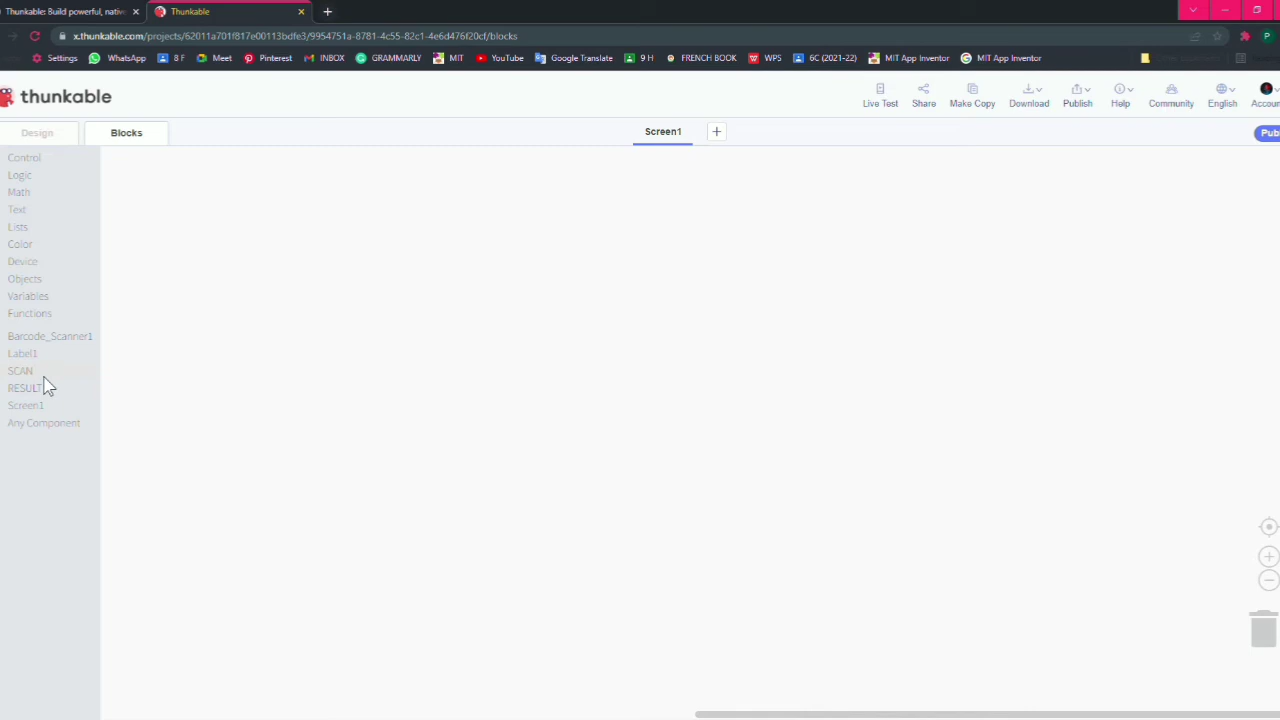 Thunkable: Build powerful, nativ
Thunkable
x.thunkable.com/projects/62011a701f817e00113bdfe3/9954751a-8781-4c55-82c1-4e6d476f20cf/blocks
P
Settings WhatsApp 8 F Meet Pinterest INBOX GRAMMARLY MIT YouTube Google Translate 9 H FRENCH BOOK WPS 6C (2021-22) MIT App Inventor MIT App Inventor
thunkable
Live Test Share Make Copy Download Publish Help Community English Accoun
Design Blocks Screen1 + Pub
Control
Logic
Math
Text
Lists
Color
Device
Objects
Variables
Functions
Barcode_Scanner1
Label1
SCAN
RESULT
Screen1
Any Component